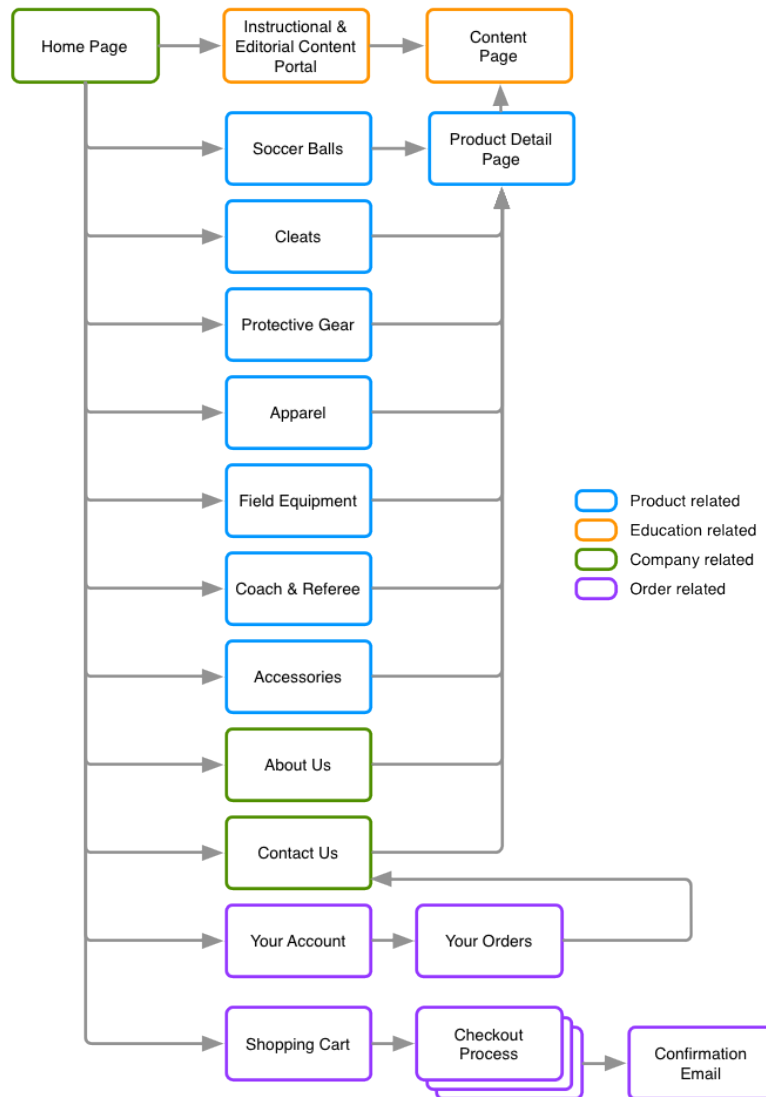 Home Page
Instructional &
Editorial Content
Portal
Content
Page
Soccer Balls
Product Detail
Page
Cleats
Protective Gear
Apparel
Field Equipment
Product related
Education related
Company related
Order related
Coach & Referee
Accessories
About Us
Contact Us
Your Account
Your Orders
Shopping Cart
Checkout
Process
Confirmation
Email